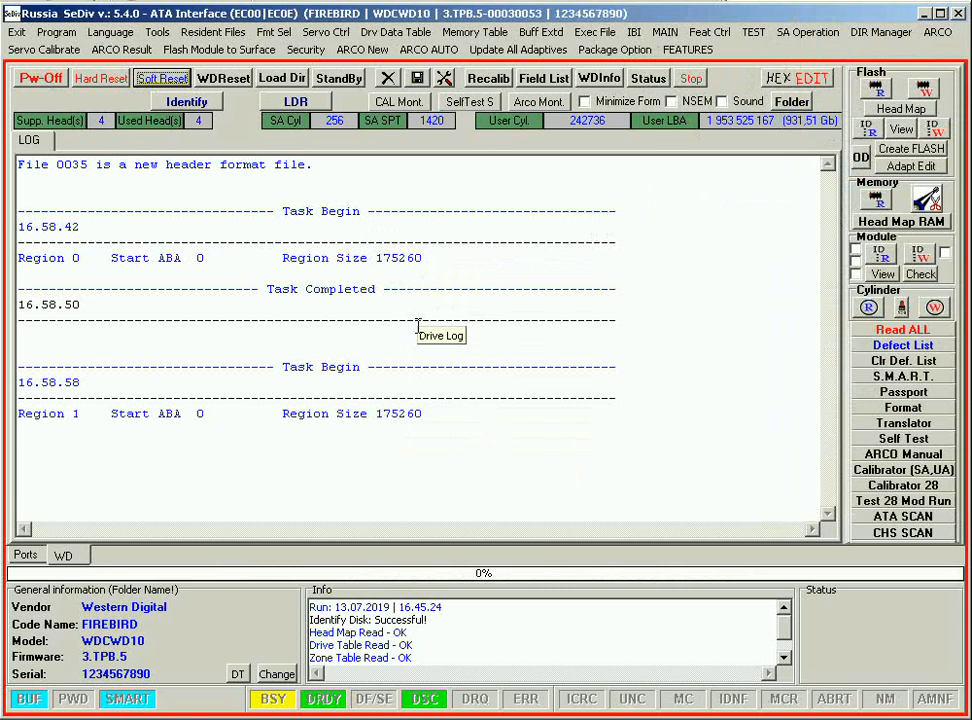 Russia SeDiv v.: 5.4.0 - ATA Interface (EC00|EC0E) (FIREBIRD | WDCWD10 | 3.TPB.5-00030053 | 1234567890)
Exit Program Language Tools Resident Files Fmt Sel Servo Ctrl Drv Data Table Memory Table Buff Extd Exec File IBI MAIN Feat Ctrl TEST SA Operation DIR Manager ARCO
Servo Calibrate ARCO Result Flash Module to Surface Security ARCO New ARCO AUTO Update All Adaptives Package Option FEATURES
Pw-Off Hard Reset Soft Reset WDReset Load Dir StandBy Recalib Field List WDInfo Status Stop HEX EDIT
Identify LDR CAL Mont. SelfTest S Arco Mont. Minimize Form NSEM Sound Folder
Supp. Head(s) 4 Used Head(s) 4 SA Cyl 256 SA SPT 1420 User Cyl. 242736 User LBA 1 953 525 167 (931,51 Gb)
LOG
File 0035 is a new header format file.
--------------------------------- Task Begin --------------------------------
16.58.42
Region 0 Start ABA 0 Region Size 175260
------------------------------- Task Completed ------------------------------
16.58.50
Drive Log
--------------------------------- Task Begin --------------------------------
16.58.58
Region 1 Start ABA 0 Region Size 175260
Flash
R
W
Head Map
ID R View ID W
OD
Create FLASH
Adapt Edit
Memory
R
Head Map RAM
Module
ID R
ID W
View Check
Cylinder
R W
Read ALL
Defect List
Clr Def. List
S.M.A.R.T.
Passport
Format
Translator
Self Test
ARCO Manual
Calibrator (SA,UA)
Calibrator 28
Test 28 Mod Run
ATA SCAN
CHS SCAN
Ports WD
0%
General information (Folder Name!)
Vendor Western Digital
Code Name: FIREBIRD
Model: WDCWD10
Firmware: 3.TPB.5
Serial: 1234567890 DT Change
Info
Run: 13.07.2019 | 16.45.24
Identify Disk: Successful!
Head Map Read - OK
Drive Table Read - OK
Zone Table Read - OK
Status
BUF PWD SMART BSY DRDY DF/SE DSC DRQ ERR ICRC UNC MC IDNF MCR ABRT NM AMNF